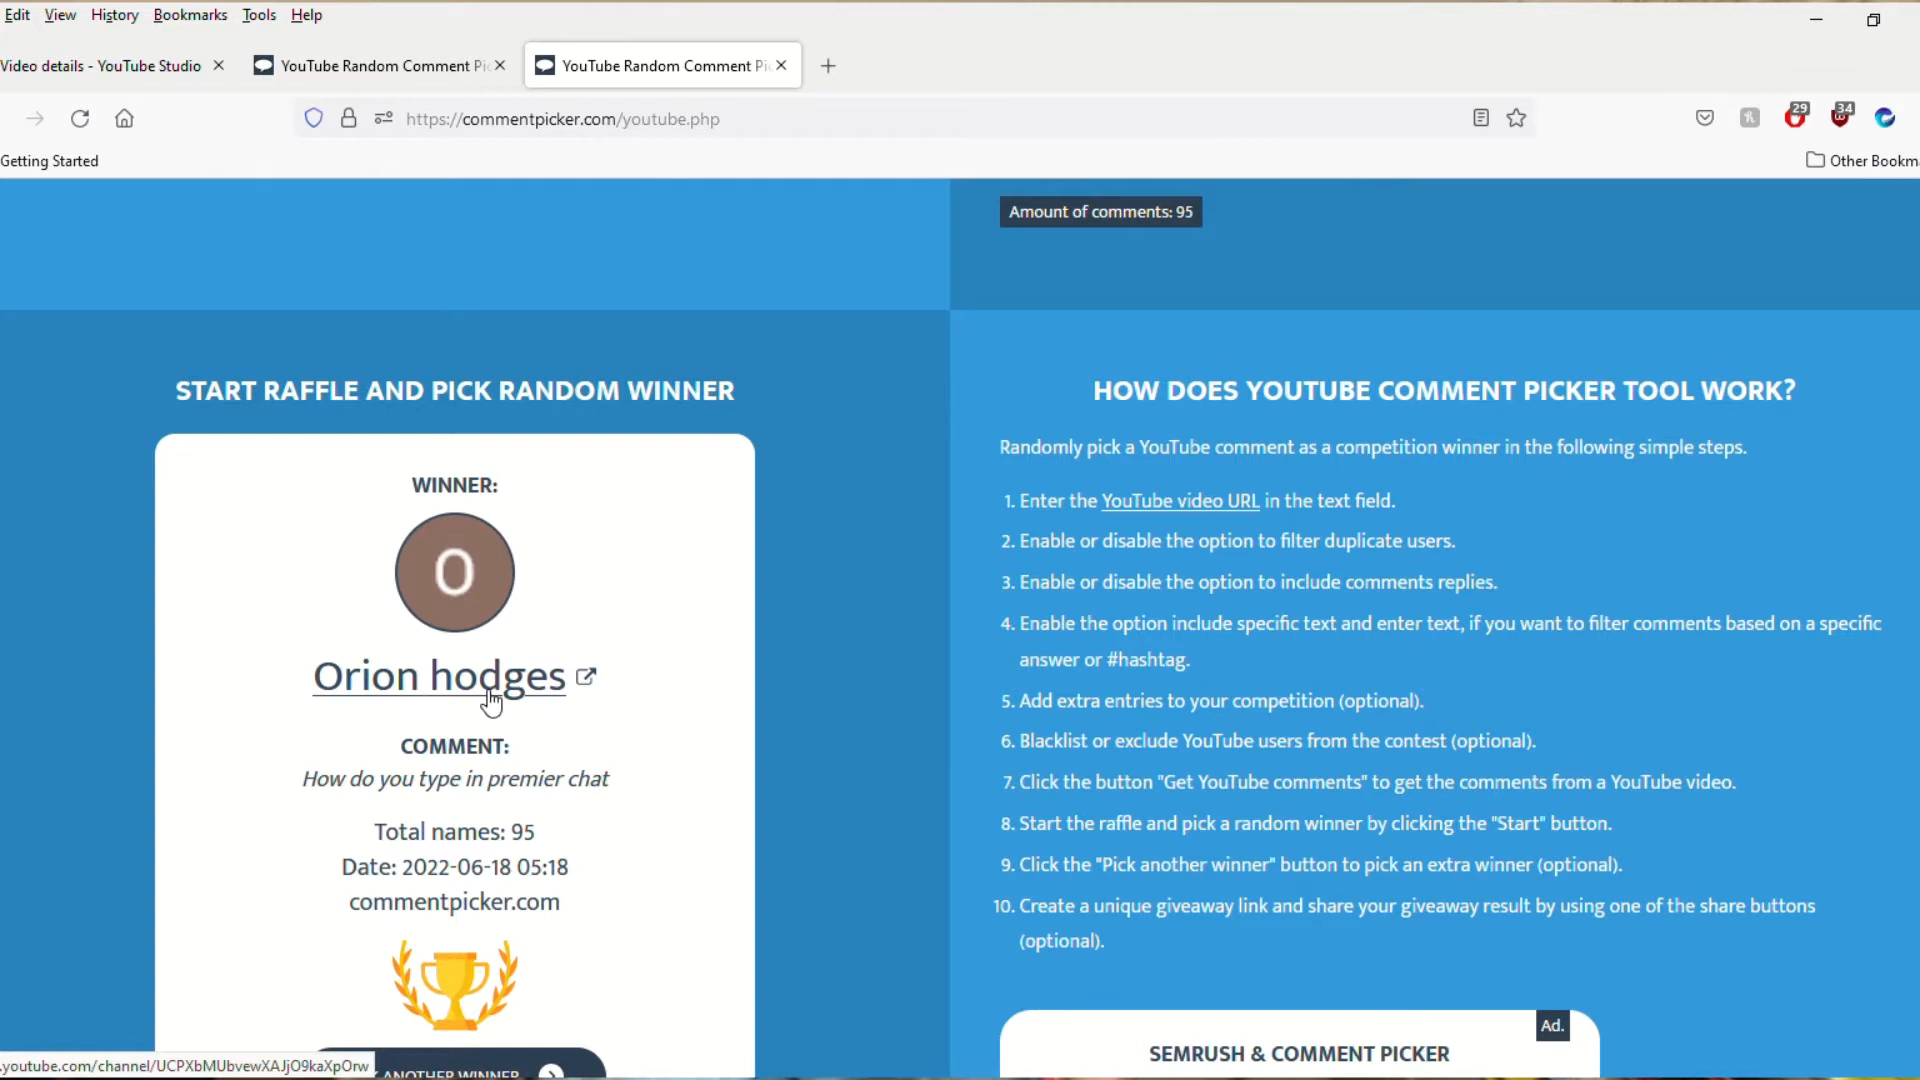 Edit View History Bookmarks Tools Help
Video details - YouTube Studio
YouTube Random Comment Pi
YouTube Random Comment Pi
https://commentpicker.com/youtube.php
29
34
Getting Started
Other Bookm
Amount of comments: 95
START RAFFLE AND PICK RANDOM WINNER
WINNER:
O
Orion hodges
COMMENT:
How do you type in premier chat
Total names: 95
Date: 2022-06-18 05:18
commentpicker.com
ANOTHER WINNER
.youtube.com/channel/UCPXbMUbvewXAJjO9kaXpOrw
HOW DOES YOUTUBE COMMENT PICKER TOOL WORK?
Randomly pick a YouTube comment as a competition winner in the following simple steps.
1. Enter the YouTube video URL in the text field.
2. Enable or disable the option to filter duplicate users.
3. Enable or disable the option to include comments replies.
4. Enable the option include specific text and enter text, if you want to filter comments based on a specific
answer or #hashtag.
5. Add extra entries to your competition (optional).
6. Blacklist or exclude YouTube users from the contest (optional).
7. Click the button "Get YouTube comments" to get the comments from a YouTube video.
8. Start the raffle and pick a random winner by clicking the "Start" button.
9. Click the "Pick another winner" button to pick an extra winner (optional).
10. Create a unique giveaway link and share your giveaway result by using one of the share buttons
(optional).
Ad.
SEMRUSH & COMMENT PICKER